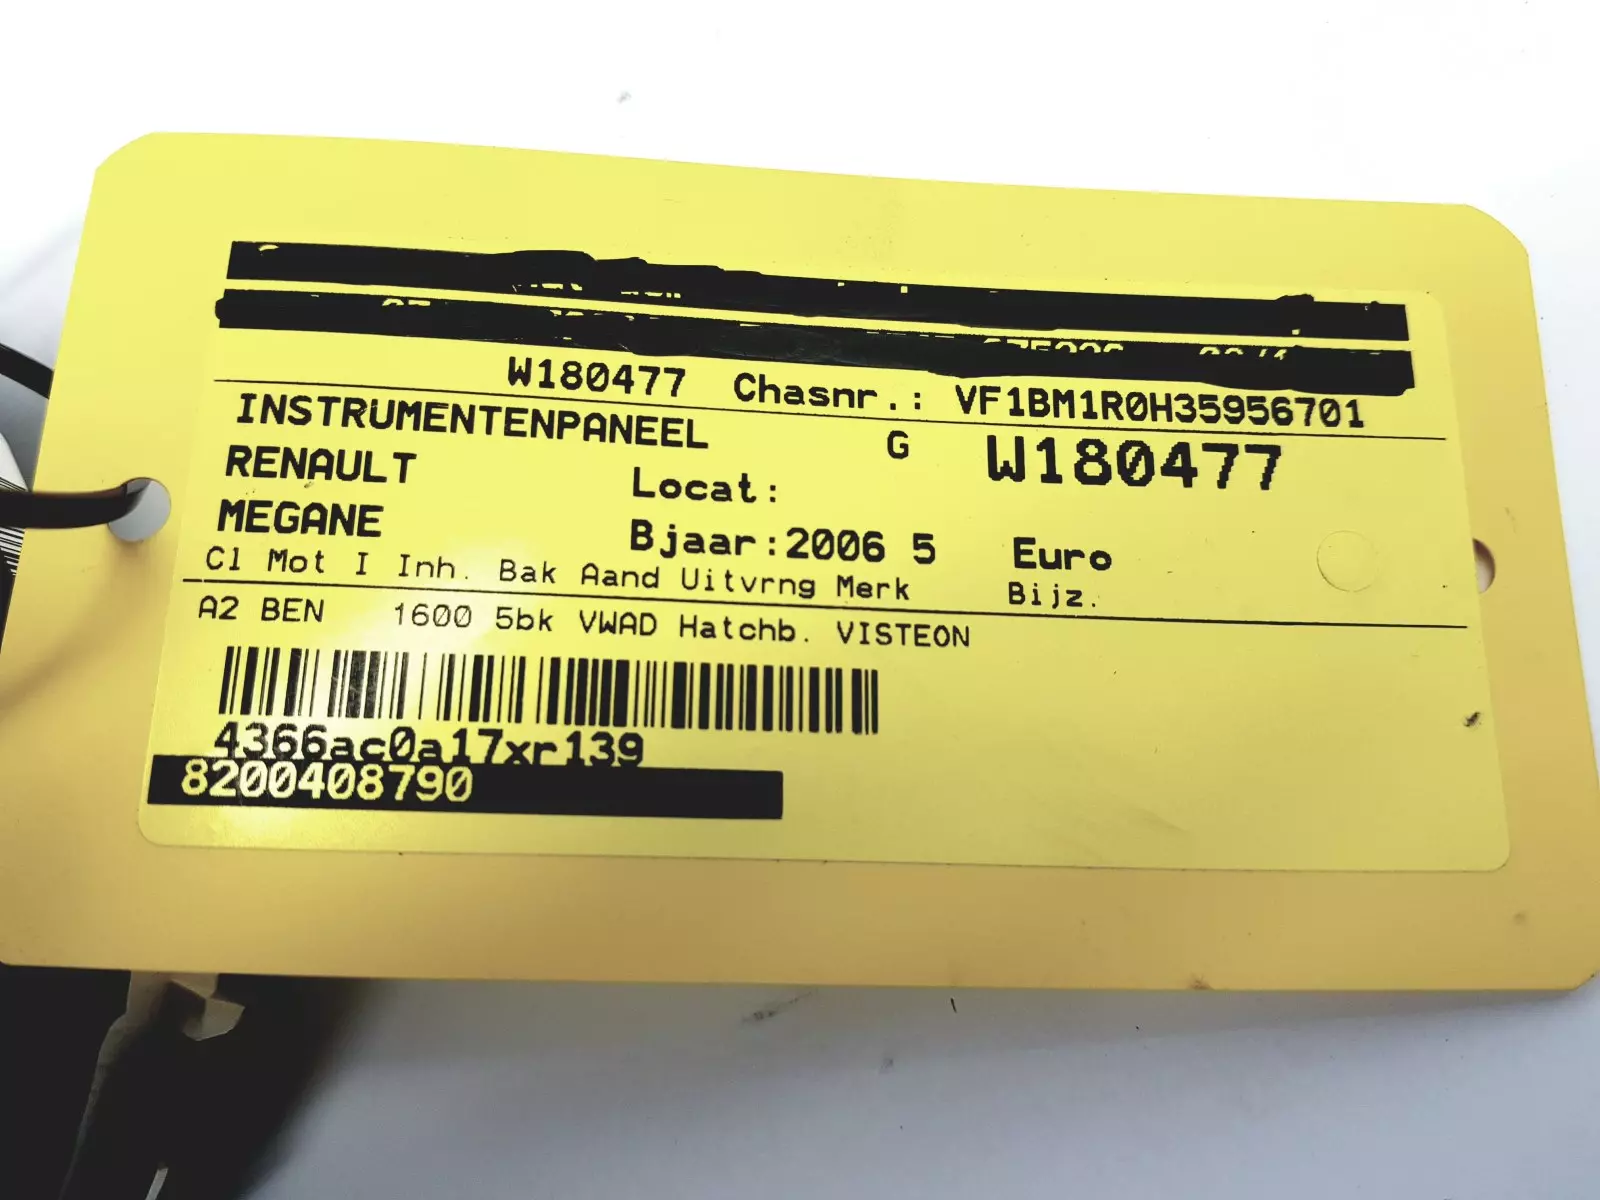 W180477 Chasnr.: VF1BM1R0H35956701
INSTRUMENTENPANEEL G W180477
RENAULT Locat:
MEGANE Bjaar:2006 5 Euro
Cl Mot I Inh. Bak Aand Uitvrng Merk Bijz.
A2 BEN 1600 5bk VWAD Hatchb. VISTEON
4366ac0a17xr139
8200408790